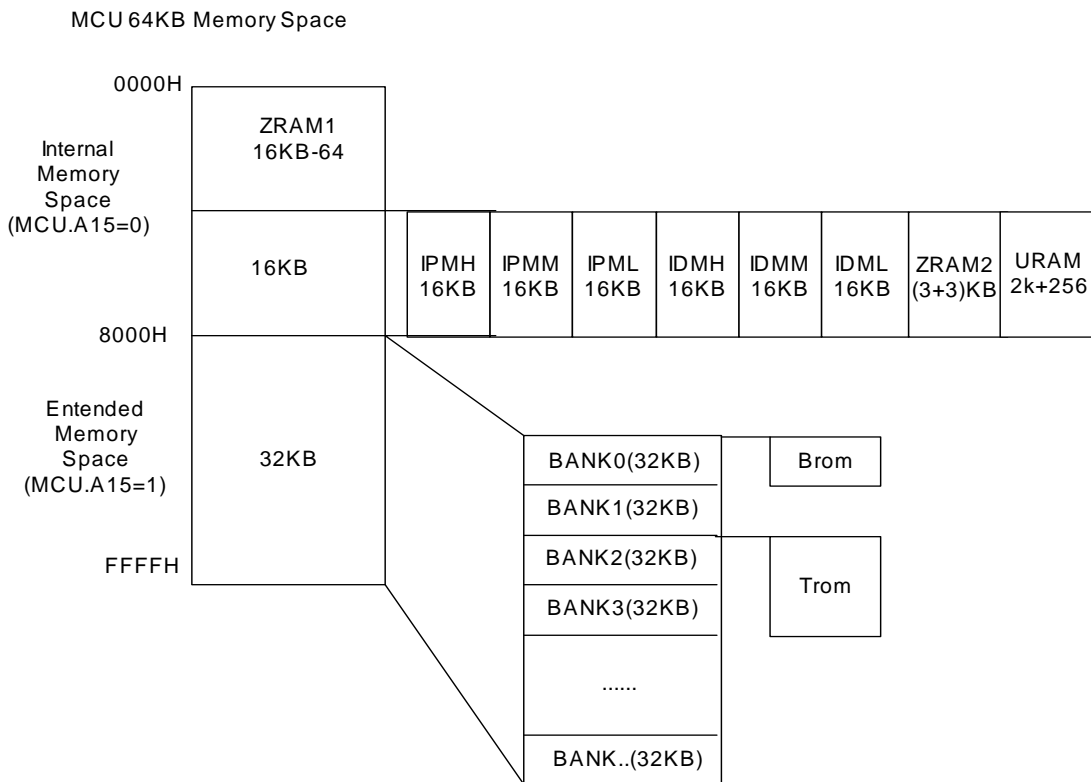 MCU 64KB Memory Space
0000H
ZRAM1
16KB-64
Internal
Memory
Space
(MCU.A15=0)
16KB
IPMH
16KB
IPMM
16KB
IPML
16KB
IDMH
16KB
IDMM
16KB
IDML
16KB
ZRAM2
(3+3)KB
URAM
2k+256
8000H
Entended
Memory
Space
(MCU.A15=1)
32KB
FFFFH
BANK0(32KB)
BANK1(32KB)
BANK2(32KB)
BANK3(32KB)
......
BANK..(32KB)
Brom
Trom